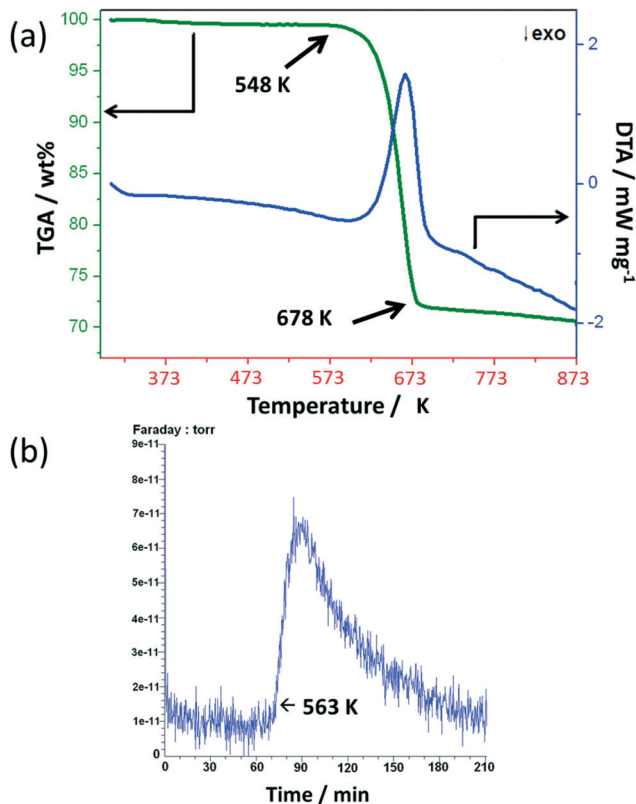 (a)
↓exo
100
95
90
85
80
75
70
TGA / wt%
548 K
678 K
2
1
0
-1
-2
DTA / mW mg⁻¹
373 473 573 673 773 873
Temperature / K
(b)
Faraday : torr
9e-11
8e-11
7e-11
6e-11
5e-11
4e-11
3e-11
2e-11
1e-11
0
← 563 K
0 30 60 90 120 150 180 210
Time / min